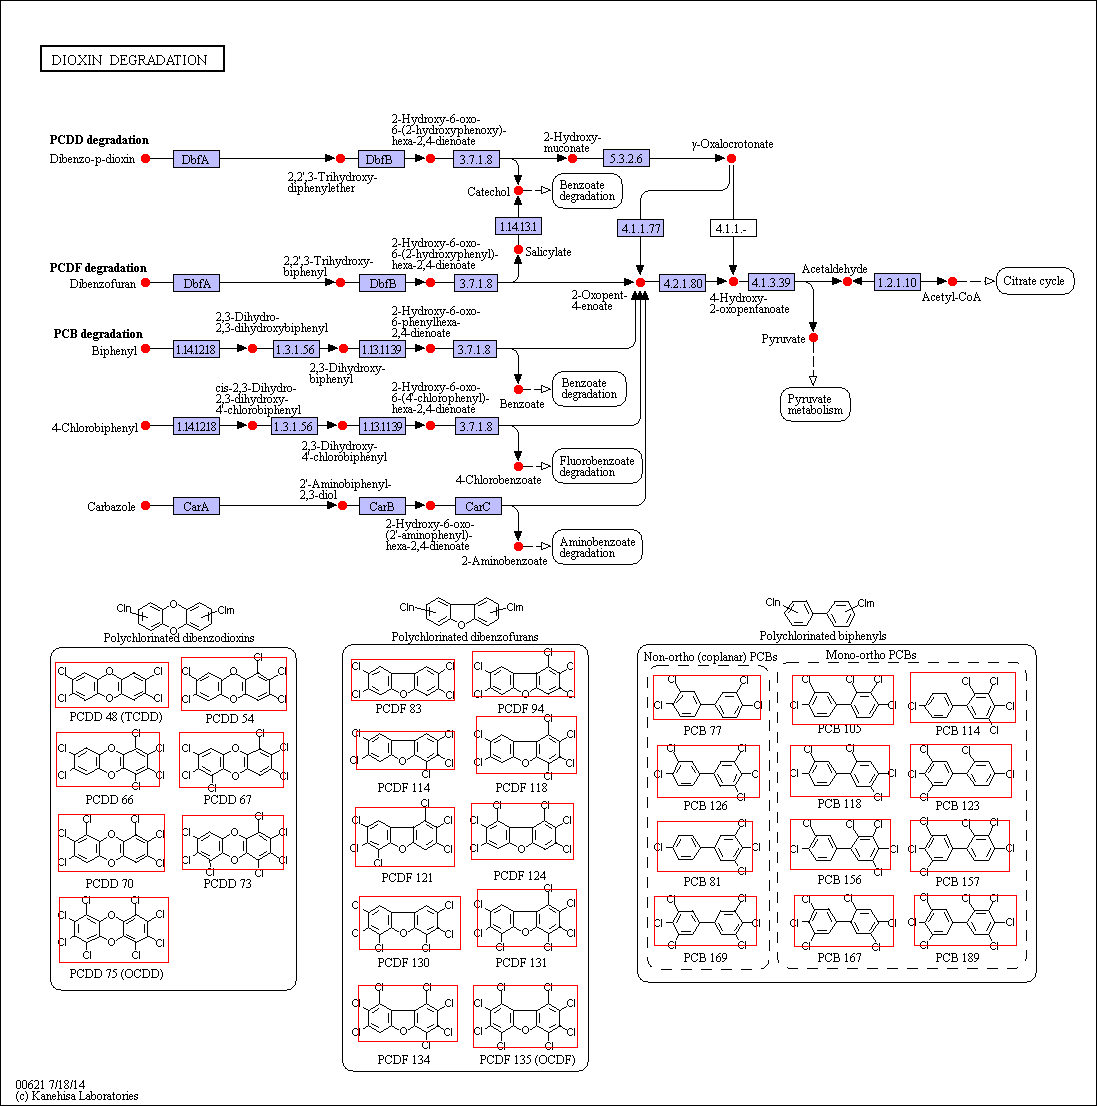 DIOXIN DEGRADATION
PCDD degradation
Dibenzo-p-dioxin
DbfA
2,2',3-Trihydroxy-
diphenylether
DbfB
2-Hydroxy-6-oxo-
6-(2-hydroxyphenoxy)-
hexa-2,4-dienoate
3.7.1.8
2-Hydroxy-
muconate
5.3.2.6
γ-Oxalocrotonate
Catechol
Benzoate
degradation
1.14.13.1
Salicylate
4.1.1.77
4.1.1.-
PCDF degradation
Dibenzofuran
DbfA
2,2',3-Trihydroxy-
biphenyl
DbfB
2-Hydroxy-6-oxo-
6-(2-hydroxyphenyl)-
hexa-2,4-dienoate
3.7.1.8
2-Oxopent-
4-enoate
4.2.1.80
4-Hydroxy-
2-oxopentanoate
4.1.3.39
Acetaldehyde
1.2.1.10
Acetyl-CoA
Citrate cycle
Pyruvate
Pyruvate
metabolism
PCB degradation
Biphenyl
1.14.12.18
2,3-Dihydro-
2,3-dihydroxybiphenyl
1.3.1.56
2,3-Dihydroxy-
biphenyl
1.13.11.39
2-Hydroxy-6-oxo-
6-phenylhexa-
2,4-dienoate
3.7.1.8
Benzoate
Benzoate
degradation
4-Chlorobiphenyl
1.14.12.18
cis-2,3-Dihydro-
2,3-dihydroxy-
4'-chlorobiphenyl
1.3.1.56
2,3-Dihydroxy-
4'-chlorobiphenyl
1.13.11.39
2-Hydroxy-6-oxo-
6-(4'-chlorophenyl)-
hexa-2,4-dienoate
3.7.1.8
4-Chlorobenzoate
Fluorobenzoate
degradation
Carbazole
CarA
2'-Aminobiphenyl-
2,3-diol
CarB
2-Hydroxy-6-oxo-
(2'-aminophenyl)-
hexa-2,4-dienoate
CarC
2-Aminobenzoate
Aminobenzoate
degradation
Cln O O Clm
Polychlorinated dibenzodioxins
PCDD 48 (TCDD)
PCDD 54
PCDD 66
PCDD 67
PCDD 70
PCDD 73
PCDD 75 (OCDD)
Cln O Clm
Polychlorinated dibenzofurans
PCDF 83
PCDF 94
PCDF 114
PCDF 118
PCDF 121
PCDF 124
PCDF 130
PCDF 131
PCDF 134
PCDF 135 (OCDF)
Cln Clm
Polychlorinated biphenyls
Non-ortho (coplanar) PCBs
Mono-ortho PCBs
PCB 77
PCB 105
PCB 114
PCB 126
PCB 118
PCB 123
PCB 81
PCB 156
PCB 157
PCB 169
PCB 167
PCB 189
00621 7/18/14
(c) Kanehisa Laboratories